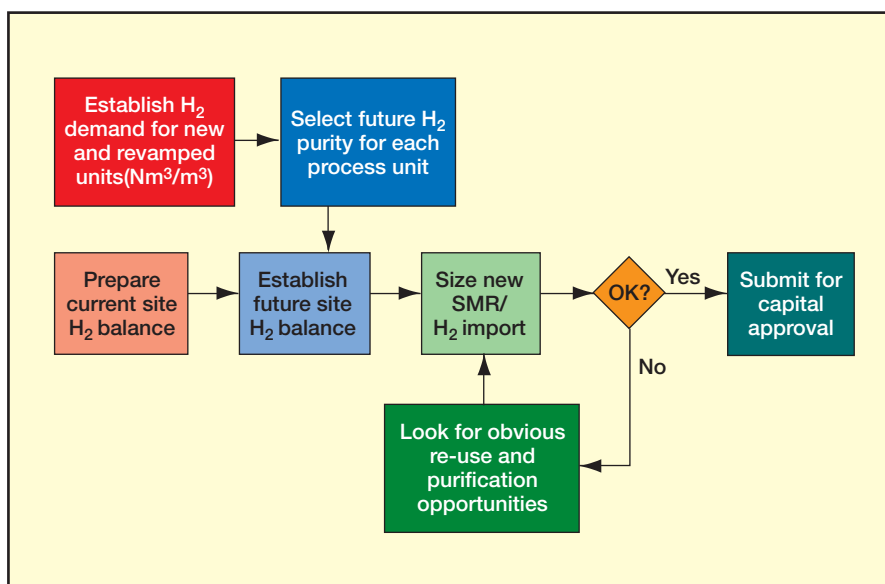 Establish H₂
demand for new
and revamped
units(Nm³/m³)
Select future H₂
purity for each
process unit
Prepare
current site
H₂ balance
Establish
future site
H₂ balance
Size new
SMR/
H₂ import
OK?
Yes
Submit for
capital
approval
No
Look for obvious
re-use and
purification
opportunities